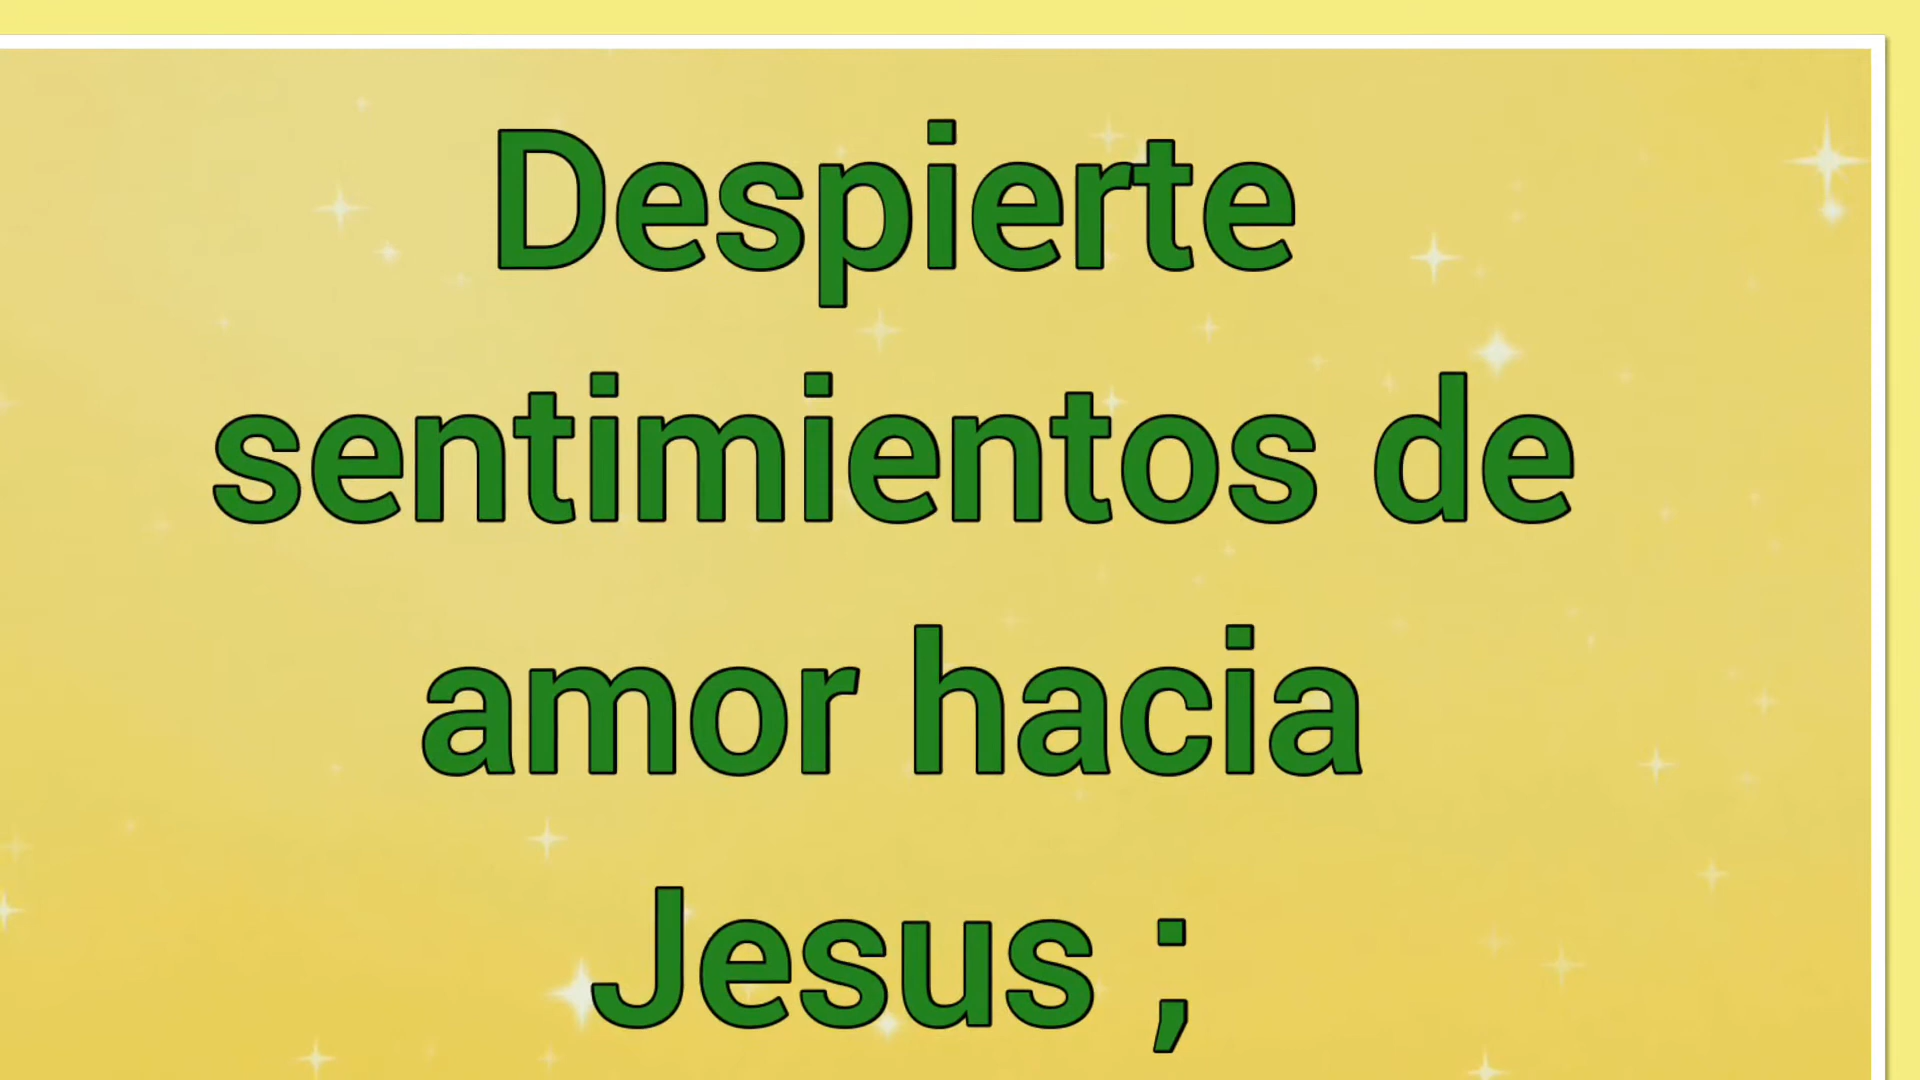 Despierte
sentimientos de
amor hacia
Jesus ;